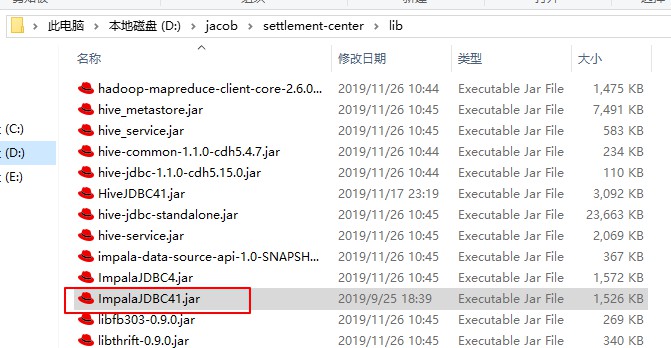 此电脑 › 本地磁盘 (D:) › jacob › settlement-center › lib
名称 修改日期 类型 大小
hadoop-mapreduce-client-core-2.6.0... 2019/11/26 10:44 Executable Jar File 1,475 KB
hive_metastore.jar 2019/11/26 10:45 Executable Jar File 7,491 KB
hive_service.jar 2019/11/26 10:45 Executable Jar File 583 KB
(C:) hive-common-1.1.0-cdh5.4.7.jar 2019/11/26 10:44 Executable Jar File 234 KB
(D:) hive-jdbc-1.1.0-cdh5.15.0.jar 2019/11/26 10:44 Executable Jar File 110 KB
(E:) HiveJDBC41.jar 2019/11/17 23:19 Executable Jar File 3,092 KB
hive-jdbc-standalone.jar 2019/11/26 10:45 Executable Jar File 23,663 KB
hive-service.jar 2019/11/26 10:45 Executable Jar File 2,069 KB
impala-data-source-api-1.0-SNAPSH... 2019/11/26 10:45 Executable Jar File 367 KB
ImpalaJDBC4.jar 2019/11/26 10:45 Executable Jar File 1,572 KB
ImpalaJDBC41.jar 2019/9/25 18:39 Executable Jar File 1,526 KB
libfb303-0.9.0.jar 2019/11/26 10:45 Executable Jar File 269 KB
libthrift-0.9.0.jar 2019/11/26 10:45 Executable Jar File 340 KB